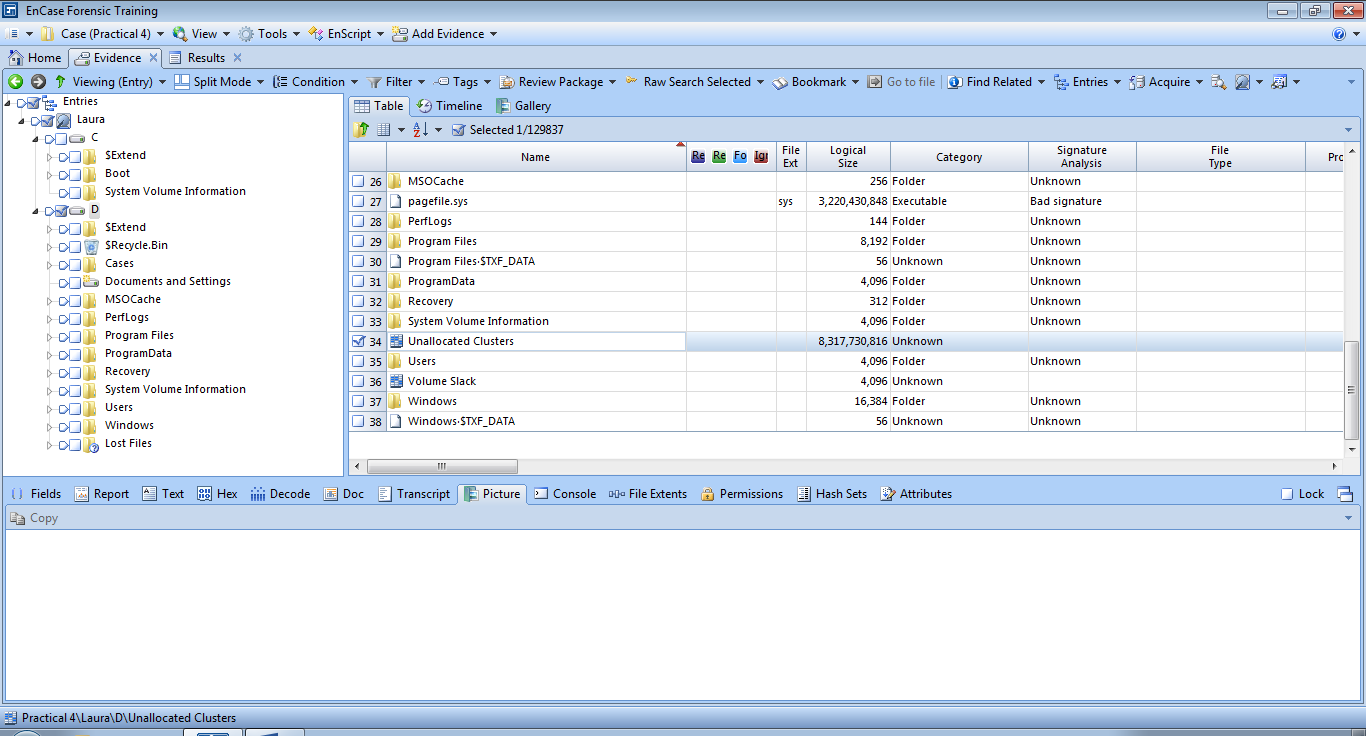 EnCase Forensic Training
Case (Practical 4) View Tools EnScript Add Evidence
Home Evidence Results
Viewing (Entry) Split Mode Condition Filter Tags Review Package Raw Search Selected Bookmark Go to file Find Related Entries Acquire
Entries
Laura
C
$Extend
Boot
System Volume Information
D
$Extend
$Recycle.Bin
Cases
Documents and Settings
MSOCache
PerfLogs
Program Files
ProgramData
Recovery
System Volume Information
Users
Windows
Lost Files
Table Timeline Gallery
Selected 1/129837
Name Re Re Fo Igr File Ext Logical Size Category Signature Analysis File Type Pro
26 MSOCache 256 Folder Unknown
27 pagefile.sys sys 3,220,430,848 Executable Bad signature
28 PerfLogs 144 Folder Unknown
29 Program Files 8,192 Folder Unknown
30 Program Files·$TXF_DATA 56 Unknown Unknown
31 ProgramData 4,096 Folder Unknown
32 Recovery 312 Folder Unknown
33 System Volume Information 4,096 Folder Unknown
34 Unallocated Clusters 8,317,730,816 Unknown
35 Users 4,096 Folder Unknown
36 Volume Slack 4,096 Unknown
37 Windows 16,384 Folder Unknown
38 Windows·$TXF_DATA 56 Unknown Unknown
Fields Report Text Hex Decode Doc Transcript Picture Console File Extents Permissions Hash Sets Attributes Lock
Copy
Practical 4\Laura\D\Unallocated Clusters